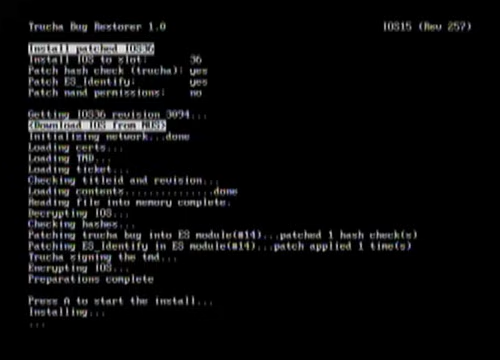 Trucha Bug Restorer 1.0 IOS15 (Rev 257)
Install patched IOS36
Install IOS to slot: 36
Patch hash check (trucha): yes
Patch ES_Identify: yes
Patch nand permissions: no
Getting IOS36 revision 3094...
<Download IOS from NUS>
Initializing network...done
Loading certs...
Loading TMD...
Loading ticket...
Checking titleid and revision...
Loading contents...............done
Reading file into memory complete.
Decrypting IOS...
Checking hashes...
Patching trucha bug into ES module(#14)...patched 1 hash check(s)
Patching ES_Identify in ES module(#14)...patch applied 1 time(s)
Trucha signing the tmd...
Encrypting IOS...
Preparations complete
Press A to start the install...
Installing...
...